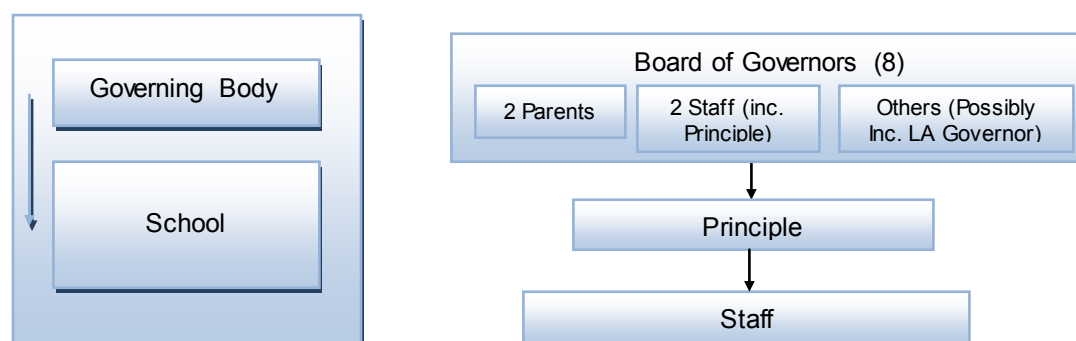 Governing Body
School
Board of Governors (8)
2 Parents
2 Staff (inc.
Principle)
Others (Possibly
Inc. LA Governor)
Principle
Staff